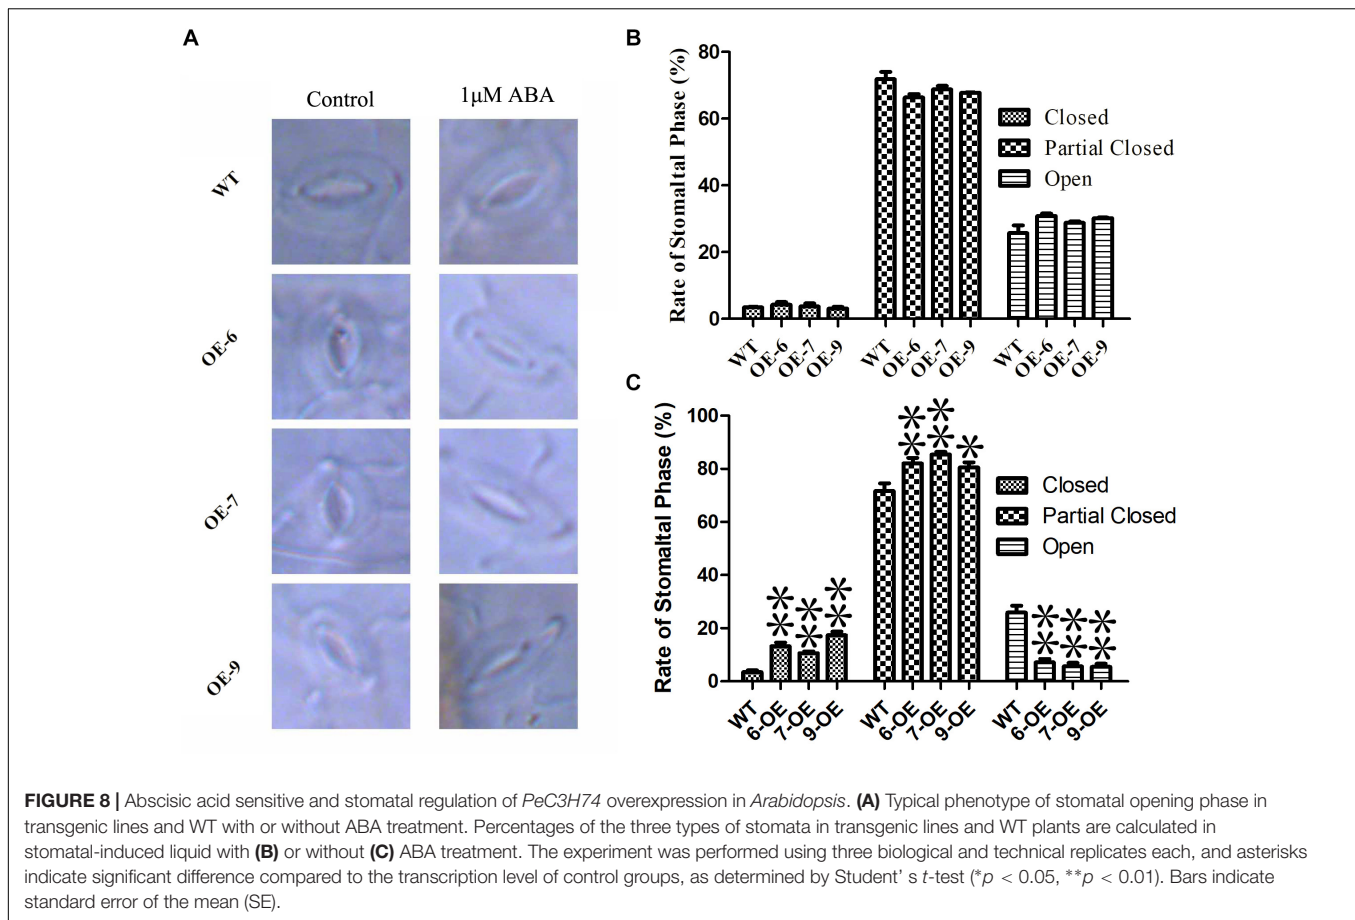 A
Control
1μM ABA
WT
OE-6
OE-7
OE-9
B
Rate of Stomaltal Phase (%)
80
60
40
20
0
WT
OE-6
OE-7
OE-9
WT
OE-6
OE-7
OE-9
WT
OE-6
OE-7
OE-9
Closed
Partial Closed
Open
C
Rate of Stomaltal Phase (%)
100
80
60
40
20
0
WT
6-OE
7-OE
9-OE
WT
6-OE
7-OE
9-OE
WT
6-OE
7-OE
9-OE
Closed
Partial Closed
Open
FIGURE 8 | Abscisic acid sensitive and stomatal regulation of PeC3H74 overexpression in Arabidopsis. (A) Typical phenotype of stomatal opening phase in
transgenic lines and WT with or without ABA treatment. Percentages of the three types of stomata in transgenic lines and WT plants are calculated in
stomatal-induced liquid with (B) or without (C) ABA treatment. The experiment was performed using three biological and technical replicates each, and asterisks
indicate significant difference compared to the transcription level of control groups, as determined by Student' s t-test (*p < 0.05, **p < 0.01). Bars indicate
standard error of the mean (SE).